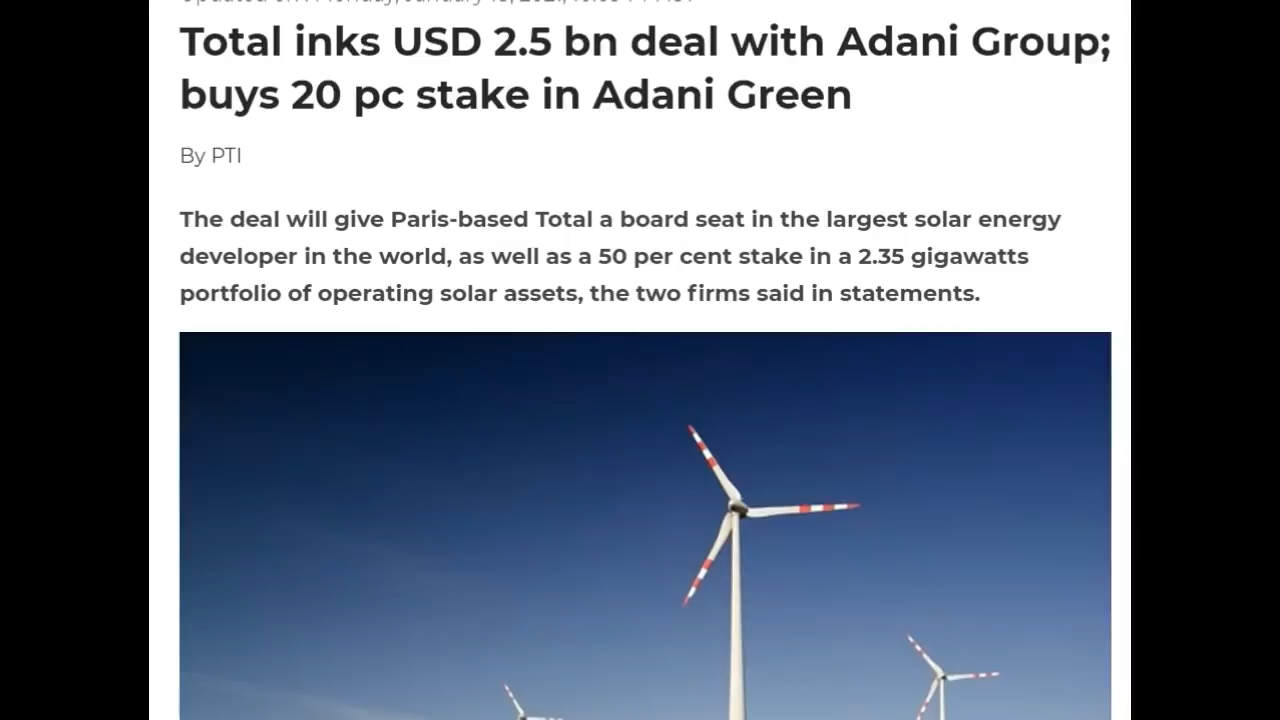 Total inks USD 2.5 bn deal with Adani Group;
buys 20 pc stake in Adani Green
By PTI
The deal will give Paris-based Total a board seat in the largest solar energy
developer in the world, as well as a 50 per cent stake in a 2.35 gigawatts
portfolio of operating solar assets, the two firms said in statements.